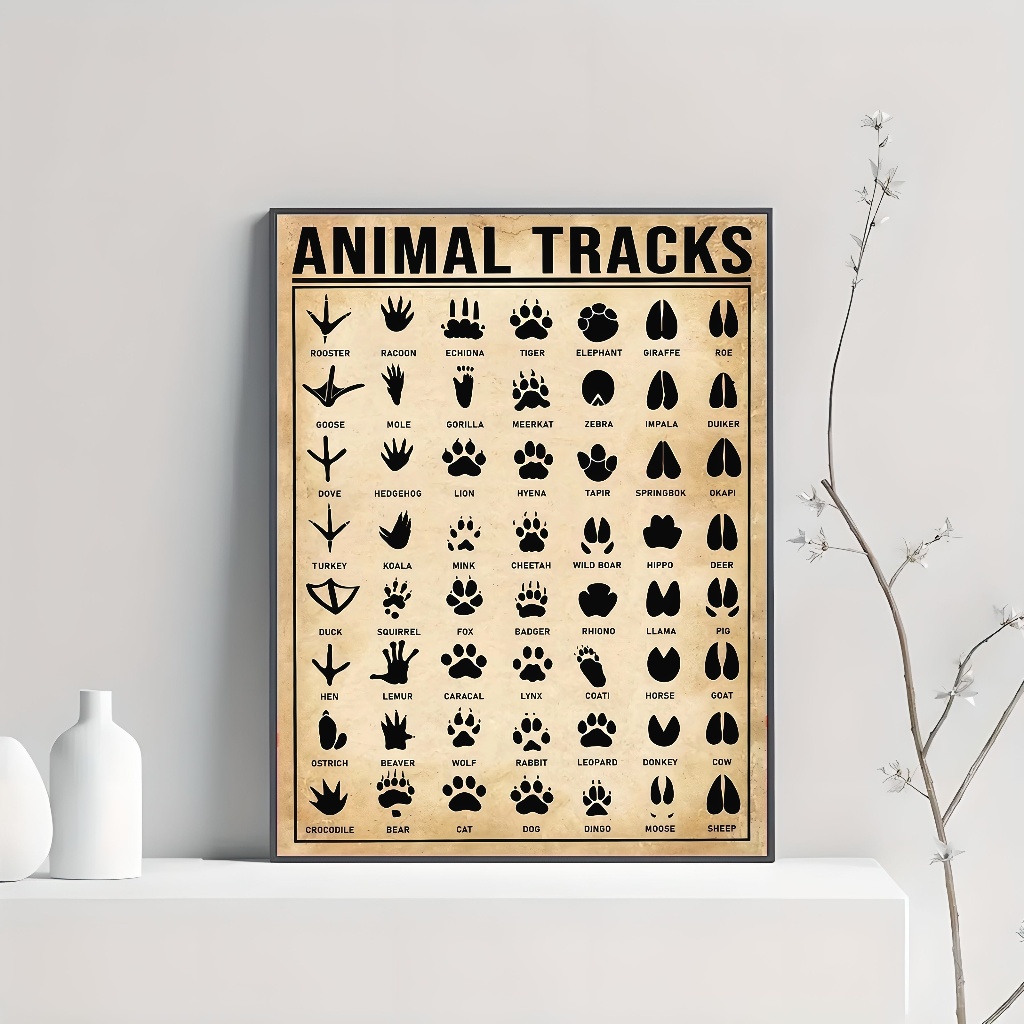 ANIMAL TRACKS
ROOSTER RACOON ECHIDNA TIGER ELEPHANT GIRAFFE ROE
GOOSE MOLE GORILLA MEERKAT ZEBRA IMPALA DUIKER
DOVE HEDGEHOG LION HYENA TAPIR SPRINGBOK OKAPI
TURKEY KOALA MINK CHEETAH WILD BOAR HIPPO DEER
DUCK SQUIRREL FOX BADGER RHIONO LLAMA PIG
HEN LEMUR CARACAL LYNX COATI HORSE GOAT
OSTRICH BEAVER WOLF RABBIT LEOPARD DONKEY COW
CROCODILE BEAR CAT DOG DINGO MOOSE SHEEP